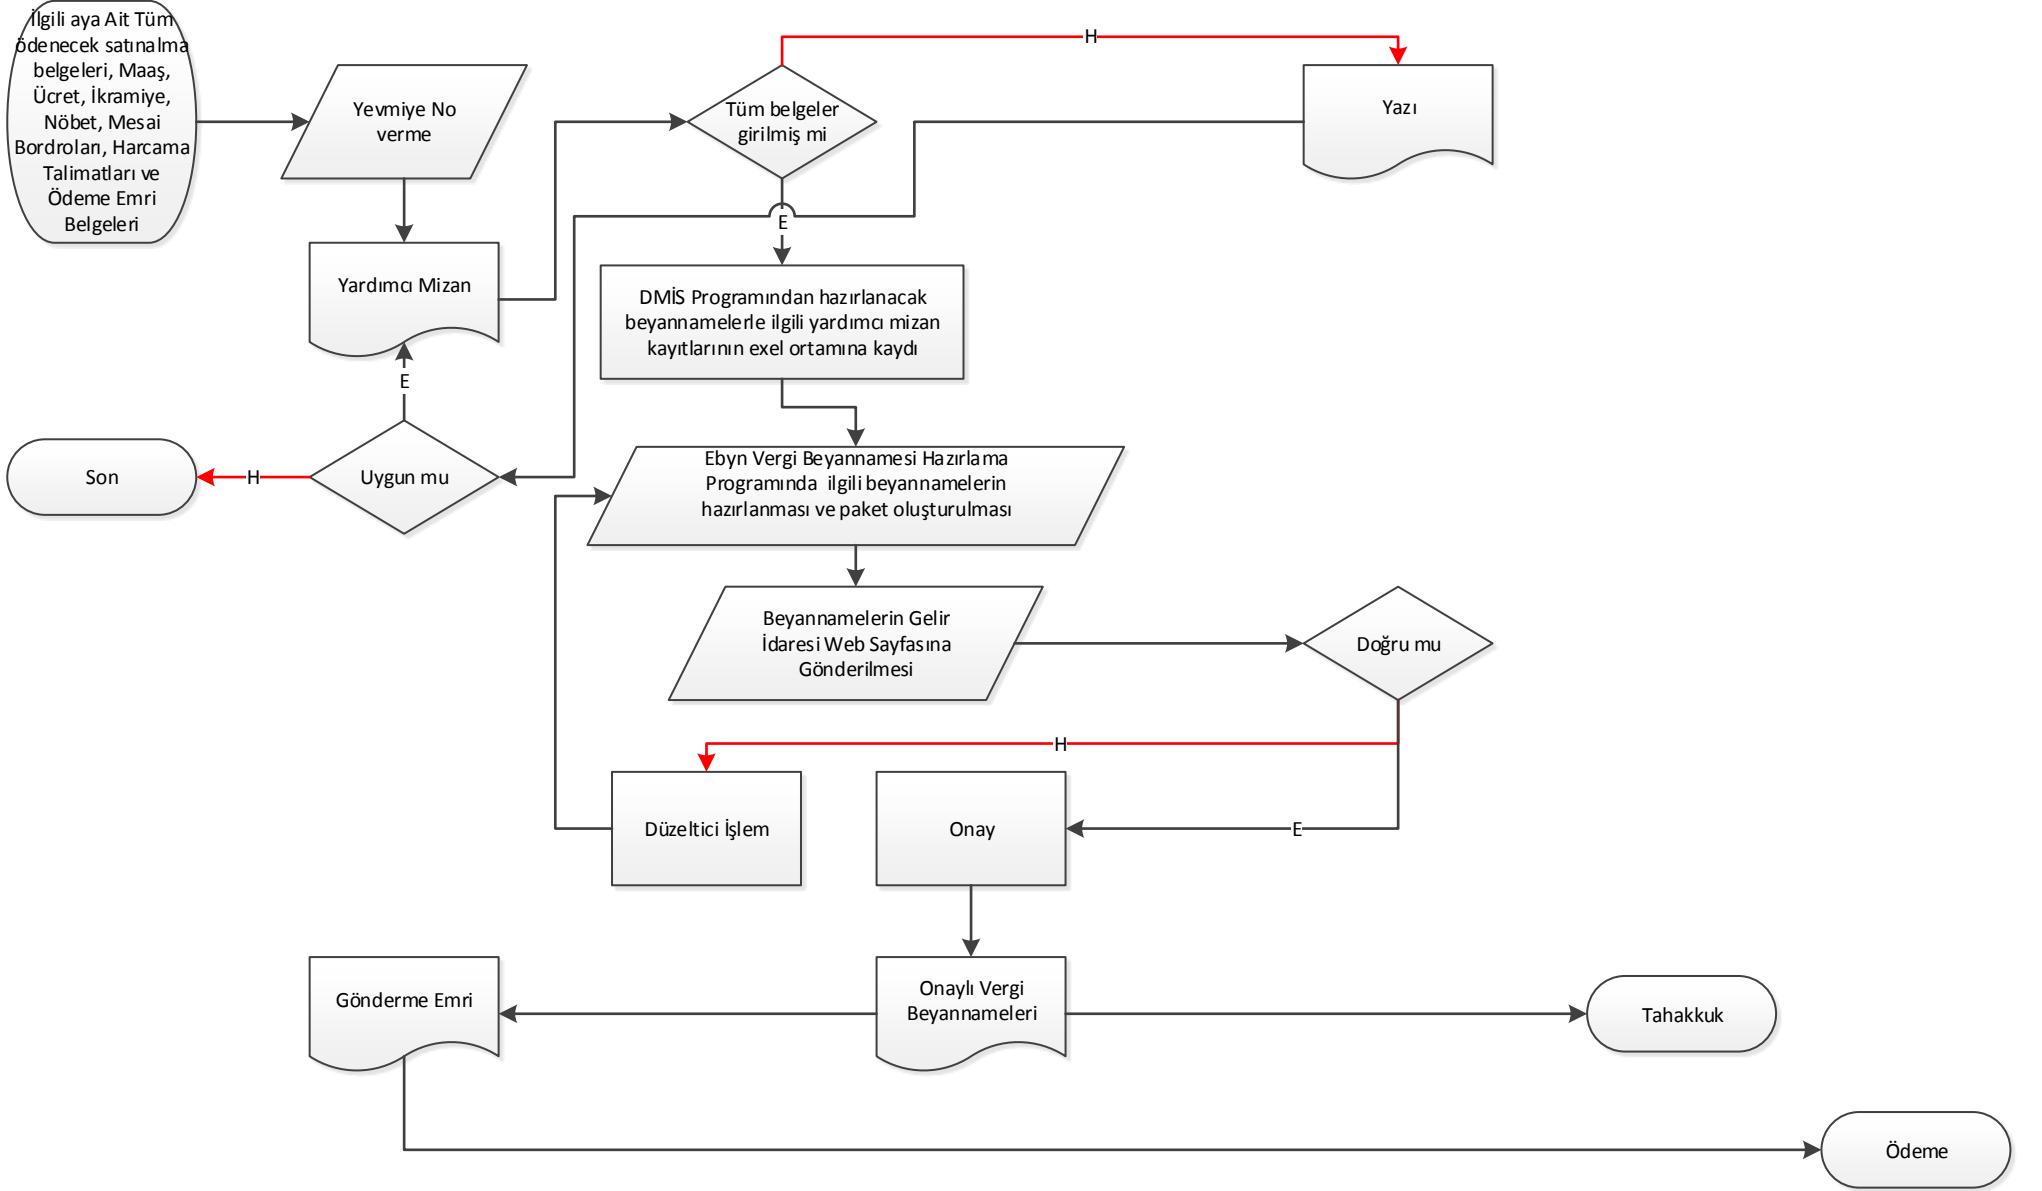 İlgili aya Ait Tüm
ödenecek satınalma
belgeleri, Maaş,
Ücret, İkramiye,
Nöbet, Mesai
Bordroları, Harcama
Talimatları ve
Ödeme Emri
Belgeleri
Yevmiye No
verme
Tüm belgeler
girilmiş mi
H
Yazı
E
Yardımcı Mizan
DMİS Programından hazırlanacak
beyannamelerle ilgili yardımcı mizan
kayıtlarının exel ortamına kaydı
E
Son
H
Uygun mu
Ebyn Vergi Beyannamesi Hazırlama
Programında  ilgili beyannamelerin
hazırlanması ve paket oluşturulması
Beyannamelerin Gelir
İdaresi Web Sayfasına
Gönderilmesi
Doğru mu
H
Düzeltici İşlem
Onay
E
Gönderme Emri
Onaylı Vergi
Beyannameleri
Tahakkuk
Ödeme